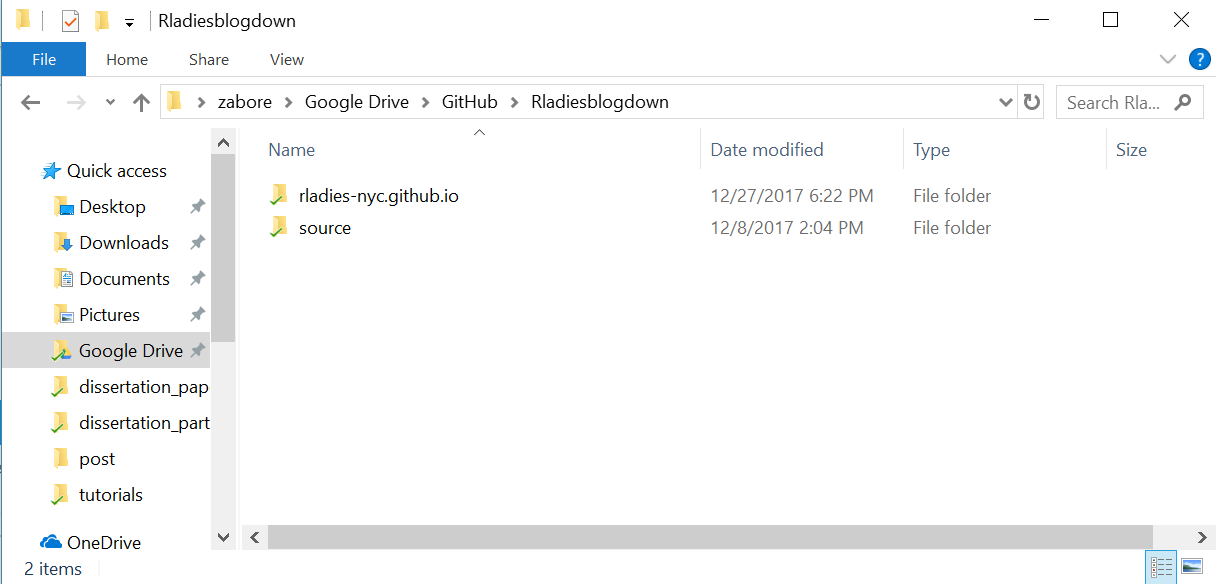 Rladiesblogdown
File Home Share View ?
zabore Google Drive GitHub Rladiesblogdown Search Rla...
Name Date modified Type Size
Quick access
rladies-nyc.github.io 12/27/2017 6:22 PM File folder
Desktop
source 12/8/2017 2:04 PM File folder
Downloads
Documents
Pictures
Google Drive
dissertation_pap
dissertation_part
post
tutorials
OneDrive
2 items